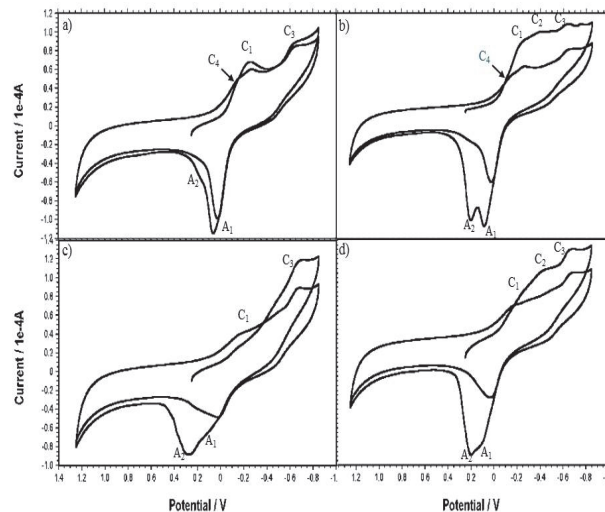 a)
C1
C3
C4
A2
A1
b)
C1
C2
C3
C4
A2
A1
Current / 1e-4A
1.2
1.0
0.8
0.6
0.4
0.2
0
-0.2
-0.4
-0.6
-0.8
-1.0
-1.2
-1.4
c)
C3
C1
A2
A1
d)
C1
C2
C3
A2
A1
Current / 1e-4A
1.2
1.0
0.8
0.6
0.4
0.2
0
-0.2
-0.4
-0.6
-0.8
-1.0
1.2 1.0 0.8 0.6 0.4 0.2 0 -0.2 -0.4 -0.6 -0.8
1.2 1.0 0.8 0.6 0.4 0.2 0 -0.2 -0.4 -0.6 -0.8
Potential / V
Potential / V